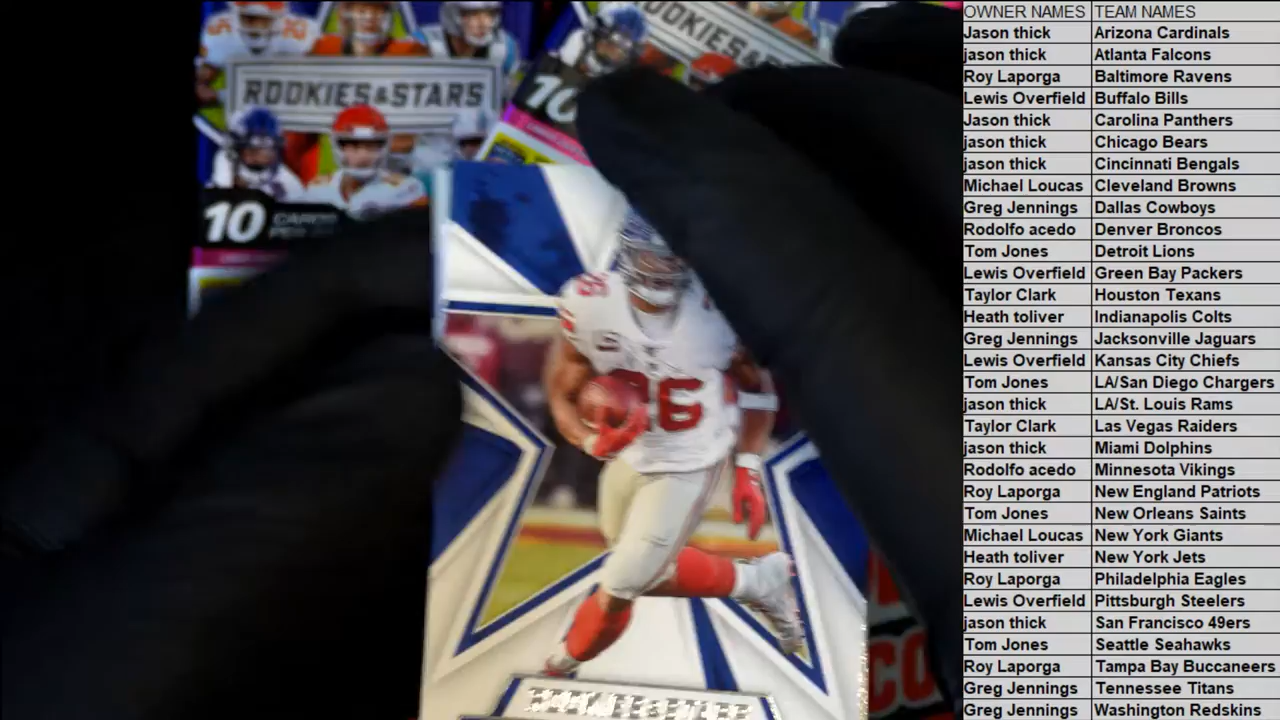 OWNER NAMES TEAM NAMES
Jason thick Arizona Cardinals
jason thick Atlanta Falcons
Roy Laporga Baltimore Ravens
Lewis Overfield Buffalo Bills
Jason thick Carolina Panthers
jason thick Chicago Bears
jason thick Cincinnati Bengals
Michael Loucas Cleveland Browns
Greg Jennings Dallas Cowboys
Rodolfo acedo Denver Broncos
Tom Jones Detroit Lions
Lewis Overfield Green Bay Packers
Taylor Clark Houston Texans
Heath toliver Indianapolis Colts
Greg Jennings Jacksonville Jaguars
Lewis Overfield Kansas City Chiefs
Tom Jones LA/San Diego Chargers
jason thick LA/St. Louis Rams
Taylor Clark Las Vegas Raiders
jason thick Miami Dolphins
Rodolfo acedo Minnesota Vikings
Roy Laporga New England Patriots
Tom Jones New Orleans Saints
Michael Loucas New York Giants
Heath toliver New York Jets
Roy Laporga Philadelphia Eagles
Lewis Overfield Pittsburgh Steelers
jason thick San Francisco 49ers
Tom Jones Seattle Seahawks
Roy Laporga Tampa Bay Buccaneers
Greg Jennings Tennessee Titans
Greg Jennings Washington Redskins
ROOKIES & STARS
10 CARDS
PER
10
26